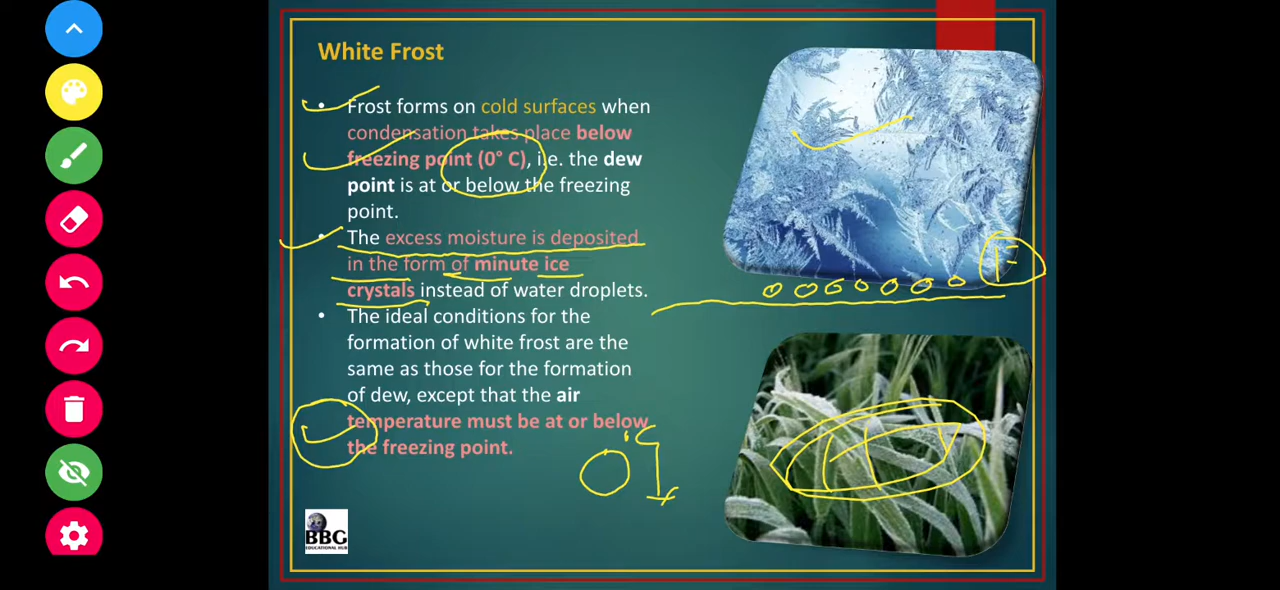 White Frost
• Frost forms on cold surfaces when
condensation takes place below
freezing point (0° C), i.e. the dew
point is at or below the freezing
point.
• The excess moisture is deposited
in the form of minute ice
crystals instead of water droplets.
• The ideal conditions for the
formation of white frost are the
same as those for the formation
of dew, except that the air
temperature must be at or below
the freezing point.
BBG
EDUCATIONAL HUB